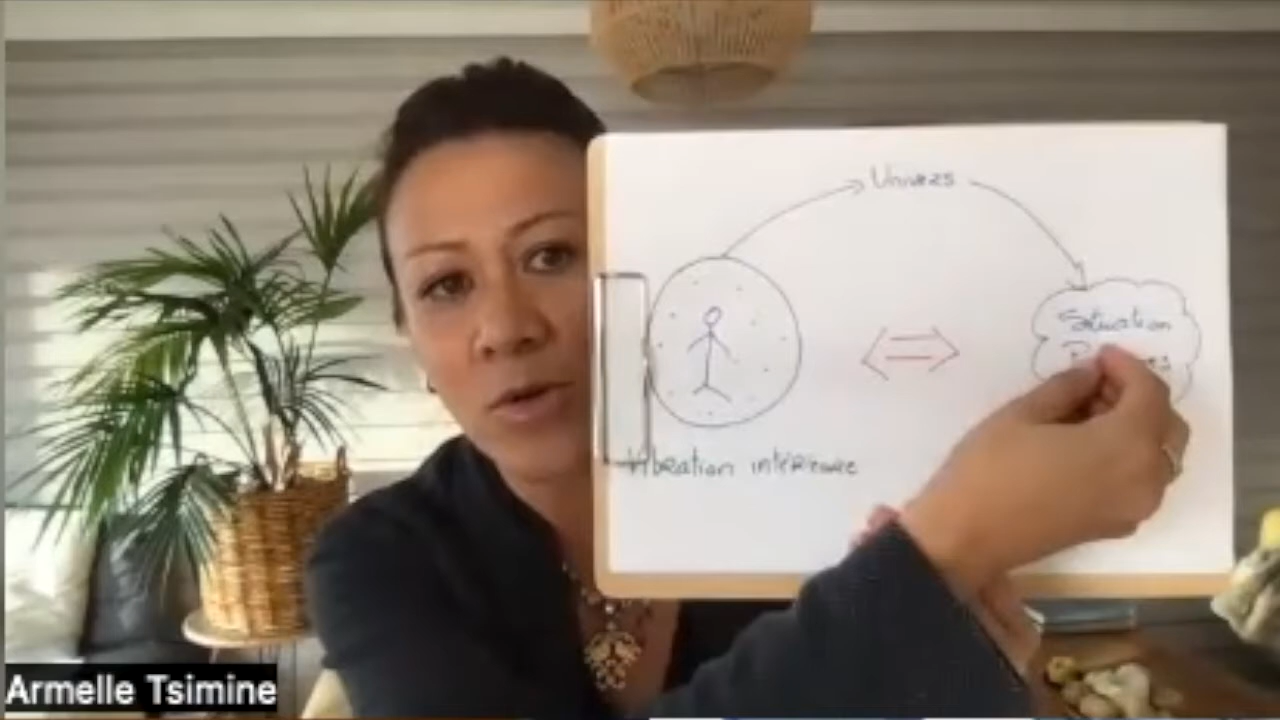 Univers
Situation
Vibration intérieure
Armelle Tsimine